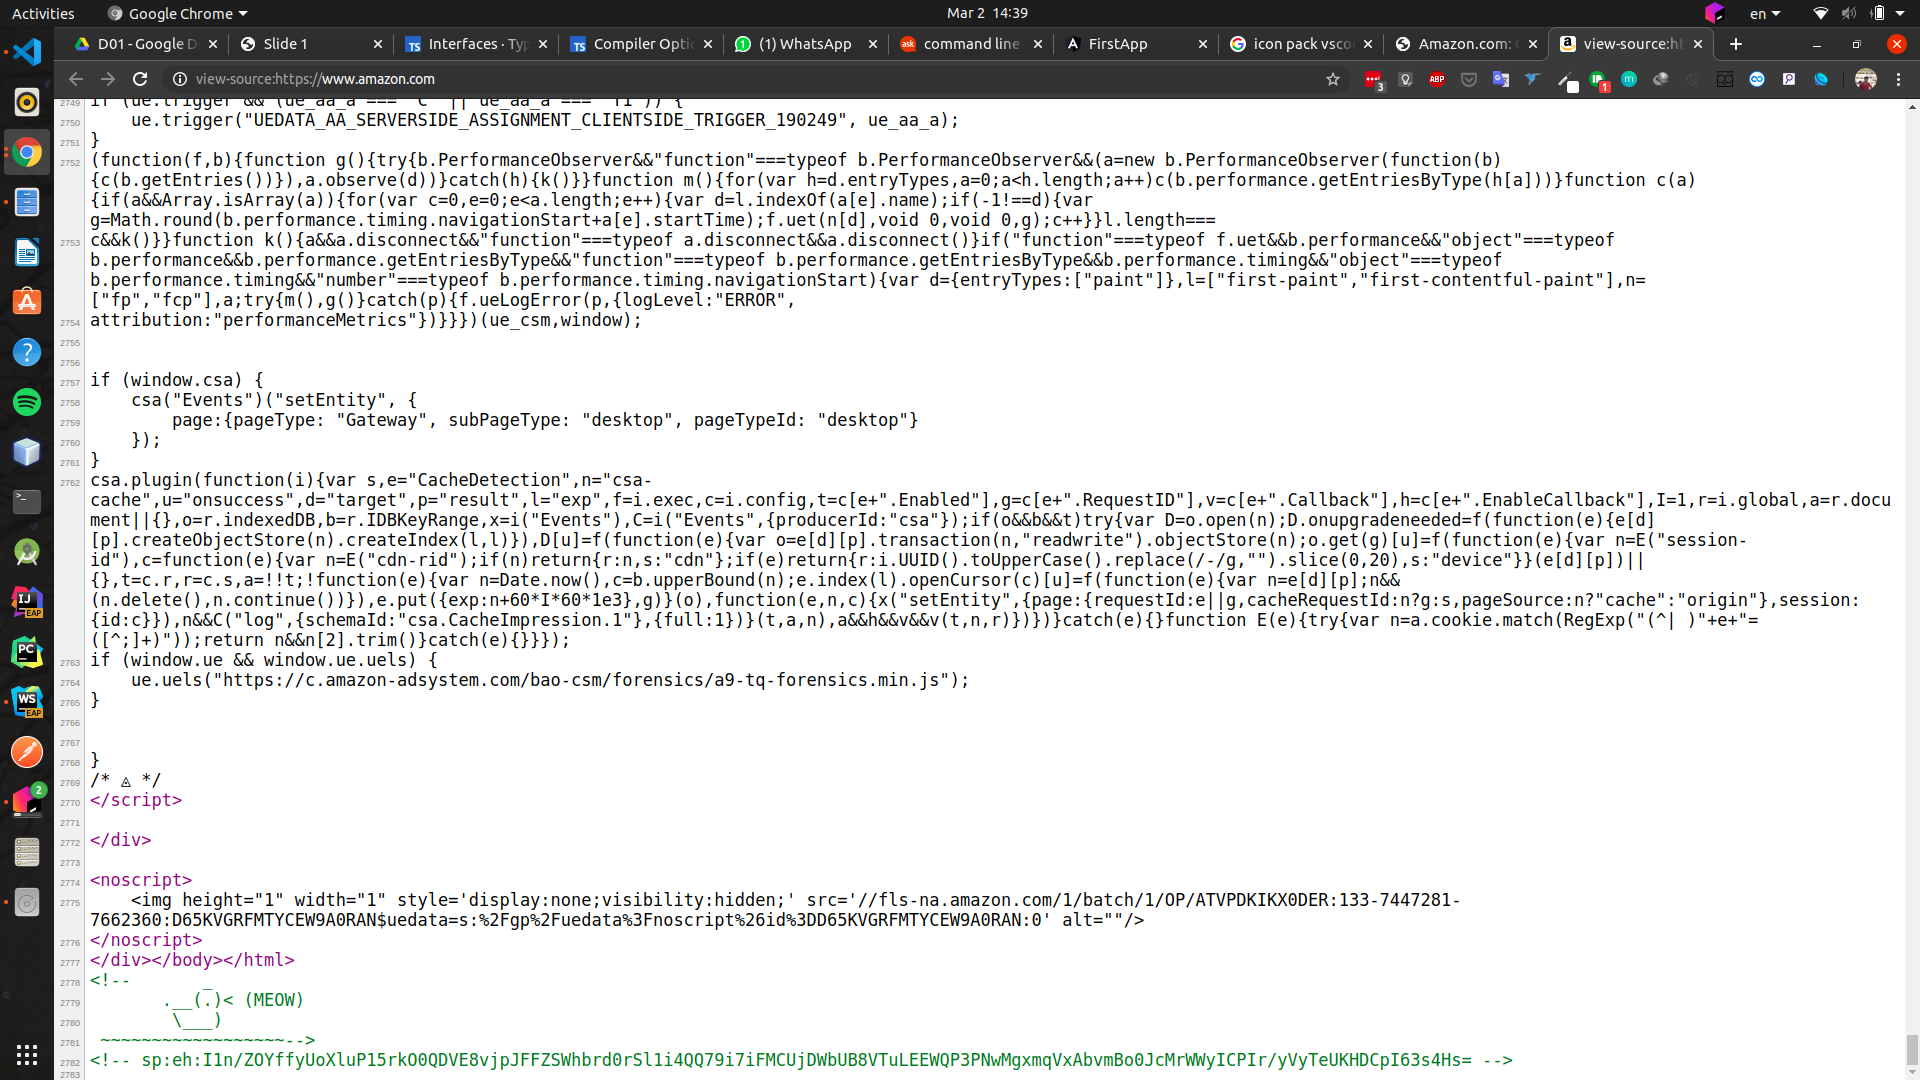 Activities
Google Chrome
Mar 2 14:39
en
D01 - Google D
Slide 1
Interfaces · Typ
Compiler Optio
(1) WhatsApp
command line
FirstApp
icon pack vsco
Amazon.com: O
view-source:ht
view-source:https://www.amazon.com
3
ABP
1
2749 if (ue.trigger && (ue_aa_a === "C" || ue_aa_a === "T1")) {
2750     ue.trigger("UEDATA_AA_SERVERSIDE_ASSIGNMENT_CLIENTSIDE_TRIGGER_190249", ue_aa_a);
2751 }
2752 (function(f,b){function g(){try{b.PerformanceObserver&&"function"===typeof b.PerformanceObserver&&(a=new b.PerformanceObserver(function(b)
{c(b.getEntries())}),a.observe(d))}catch(h){k()}}function m(){for(var h=d.entryTypes,a=0;a<h.length;a++)c(b.performance.getEntriesByType(h[a]))}function c(a)
{if(a&&Array.isArray(a)){for(var c=0,e=0;e<a.length;e++){var d=l.indexOf(a[e].name);if(-1!==d){var
g=Math.round(b.performance.timing.navigationStart+a[e].startTime);f.uet(n[d],void 0,void 0,g);c++}}l.length===
2753 c&&k()}}function k(){a&&a.disconnect&&"function"===typeof a.disconnect&&a.disconnect()}if("function"===typeof f.uet&&b.performance&&"object"===typeof
b.performance&&b.performance.getEntriesByType&&"function"===typeof b.performance.getEntriesByType&&b.performance.timing&&"object"===typeof
b.performance.timing&&"number"===typeof b.performance.timing.navigationStart){var d={entryTypes:["paint"]},l=["first-paint","first-contentful-paint"],n=
["fp","fcp"],a;try{m(),g()}catch(p){f.ueLogError(p,{logLevel:"ERROR",
2754 attribution:"performanceMetrics"})}}})(ue_csm,window);
2755
2756
2757 if (window.csa) {
2758     csa("Events")("setEntity", {
2759         page:{pageType: "Gateway", subPageType: "desktop", pageTypeId: "desktop"}
2760     });
2761 }
2762 csa.plugin(function(i){var s,e="CacheDetection",n="csa-
cache",u="onsuccess",d="target",p="result",l="exp",f=i.exec,c=i.config,t=c[e+".Enabled"],g=c[e+".RequestID"],v=c[e+".Callback"],h=c[e+".EnableCallback"],I=1,r=i.global,a=r.docu
ment||{},o=r.indexedDB,b=r.IDBKeyRange,x=i("Events"),C=i("Events",{producerId:"csa"});if(o&&b&&t)try{var D=o.open(n);D.onupgradeneeded=f(function(e){e[d]
[p].createObjectStore(n).createIndex(l,l)}),D[u]=f(function(e){var o=e[d][p].transaction(n,"readwrite").objectStore(n);o.get(g)[u]=f(function(e){var n=E("session-
id"),c=function(e){var n=E("cdn-rid");if(n)return{r:n,s:"cdn"};if(e)return{r:i.UUID().toUpperCase().replace(/-/g,"").slice(0,20),s:"device"}}(e[d][p])||
{},t=c.r,r=c.s,a=!!t;!function(e){var n=Date.now(),c=b.upperBound(n);e.index(l).openCursor(c)[u]=f(function(e){var n=e[d][p];n&&
(n.delete(),n.continue())}),e.put({exp:n+60*I*60*1e3},g)}(o),function(e,n,c){x("setEntity",{page:{requestId:e||g,cacheRequestId:n?g:s,pageSource:n?"cache":"origin"},session:
{id:c}}),n&&C("log",{schemaId:"csa.CacheImpression.1"},{full:1})}(t,a,n),a&&h&&v&&v(t,n,r)})})}catch(e){}function E(e){try{var n=a.cookie.match(RegExp("(^| )"+e+"=
([^;]+)"));return n&&n[2].trim()}catch(e){}}});
2763 if (window.ue && window.ue.uels) {
2764     ue.uels("https://c.amazon-adsystem.com/bao-csm/forensics/a9-tq-forensics.min.js");
2765 }
2766
2767
2768 }
2769 /* ◬ */
2770 </script>
2771
2772 </div>
2773
2774 <noscript>
2775     <img height="1" width="1" style='display:none;visibility:hidden;' src='//fls-na.amazon.com/1/batch/1/OP/ATVPDKIKX0DER:133-7447281-
7662360:D65KVGRFMTYCEW9A0RAN$uedata=s:%2Fgp%2Fuedata%3Fnoscript%26id%3DD65KVGRFMTYCEW9A0RAN:0' alt=""/>
2776 </noscript>
2777 </div></body></html>
2778 <!--       _
2779        .__(.)< (MEOW)
2780         \___)
2781  ~~~~~~~~~~~~~~~~~~-->
2782 <!-- sp:eh:I1n/ZOYffyUoXluP15rkO0QDVE8vjpJFFZSWhbrd0rSl1i4QQ79i7iFMCUjDWbUB8VTuLEEWQP3PNwMgxmqVxAbvmBo0JcMrWWyICPIr/yVyTeUKHDCpI63s4Hs= -->
2783
IJ
EAP
PC
WS
EAP
2